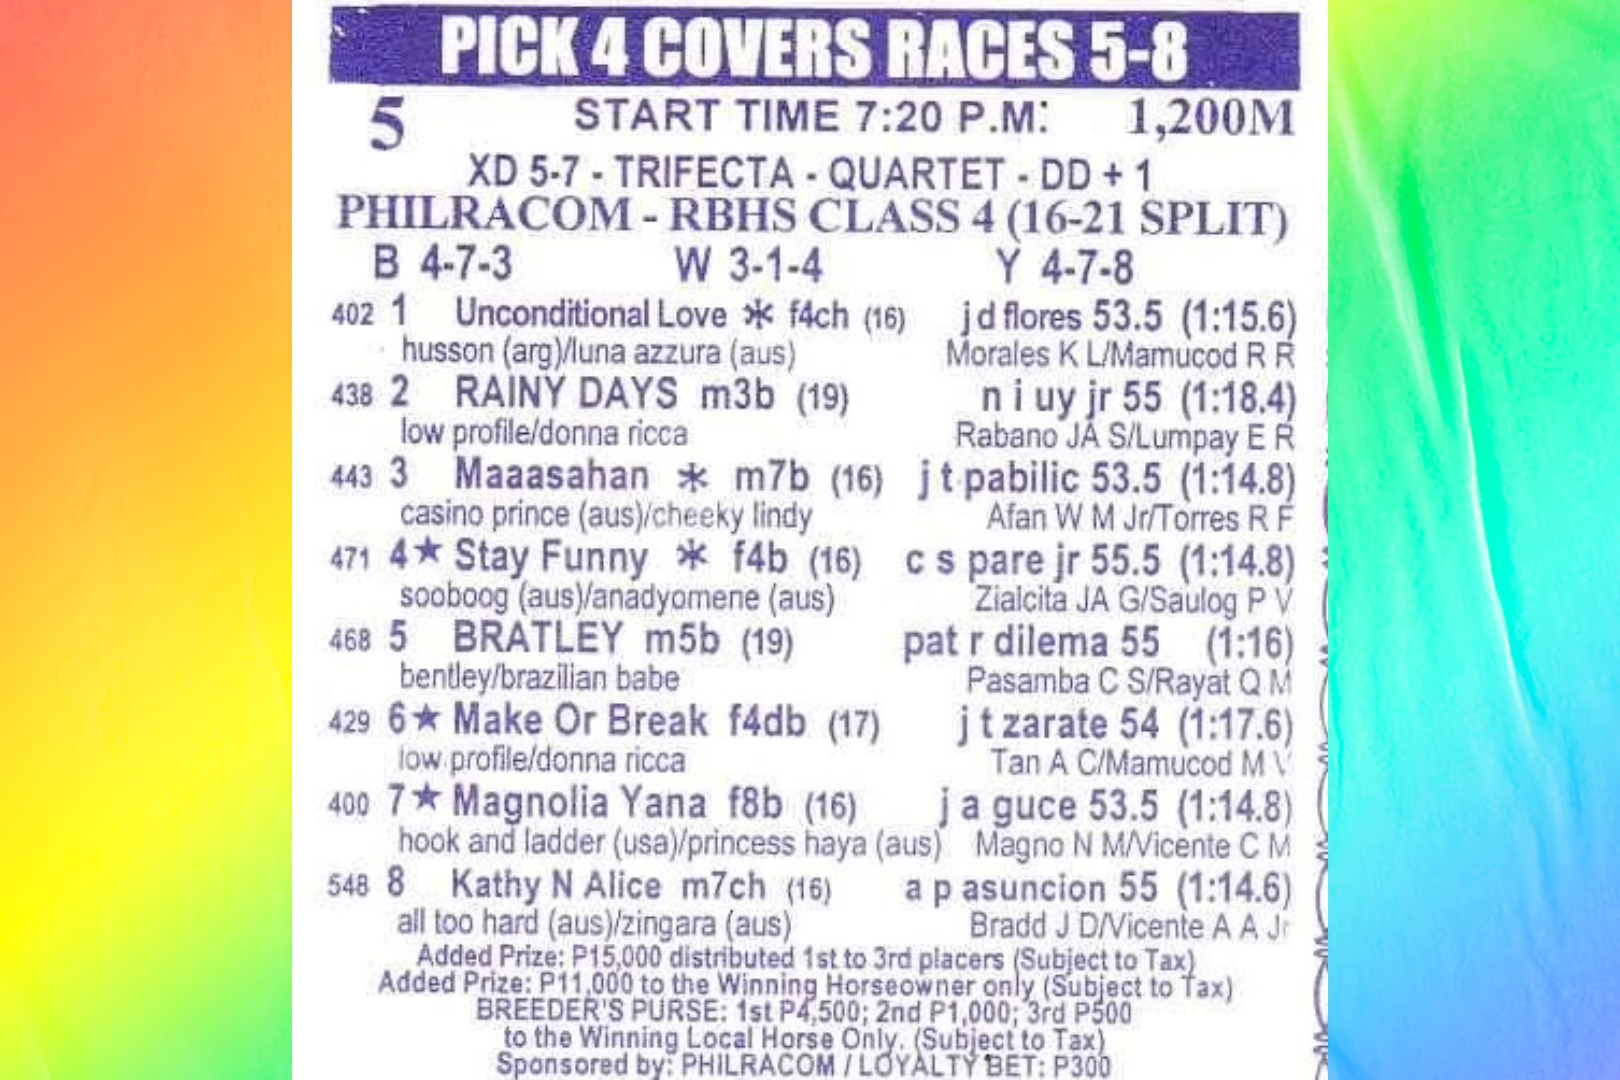 PICK 4 COVERS RACES 5-8
5 START TIME 7:20 P.M. 1,200M
XD 5-7 - TRIFECTA - QUARTET - DD + 1
PHILRACOM - RBHS CLASS 4 (16-21 SPLIT)
B 4-7-3 W 3-1-4 Y 4-7-8
402 1 Unconditional Love * f4ch (16) j d flores 53.5 (1:15.6)
husson (arg)/luna azzura (aus) Morales K L/Mamucod R R
438 2 RAINY DAYS m3b (19) n i uy jr 55 (1:18.4)
low profile/donna ricca Rabano JA S/Lumpay E R
443 3 Maaasahan * m7b (16) j t pabilic 53.5 (1:14.8)
casino prince (aus)/cheeky lindy Afan W M Jr/Torres R F
471 4★ Stay Funny * f4b (16) c s pare jr 55.5 (1:14.8)
sooboog (aus)/anadyomene (aus) Zialcita JA G/Saulog P V
468 5 BRATLEY m5b (19) pat r dilema 55 (1:16)
bentley/brazilian babe Pasamba C S/Rayat Q M
429 6★ Make Or Break f4db (17) j t zarate 54 (1:17.6)
low profile/donna ricca Tan A C/Mamucod M V
400 7★ Magnolia Yana f8b (16) j a guce 53.5 (1:14.8)
hook and ladder (usa)/princess haya (aus) Magno N M/Vicente C M
548 8 Kathy N Alice m7ch (16) a p asuncion 55 (1:14.6)
all too hard (aus)/zingara (aus) Bradd J D/Vicente A A Jr
Added Prize: P15,000 distributed 1st to 3rd placers (Subject to Tax)
Added Prize: P11,000 to the Winning Horseowner only (Subject to Tax)
BREEDER'S PURSE: 1st P4,500; 2nd P1,000; 3rd P500
to the Winning Local Horse Only. (Subject to Tax)
Sponsored by: PHILRACOM / LOYALTY BET: P300